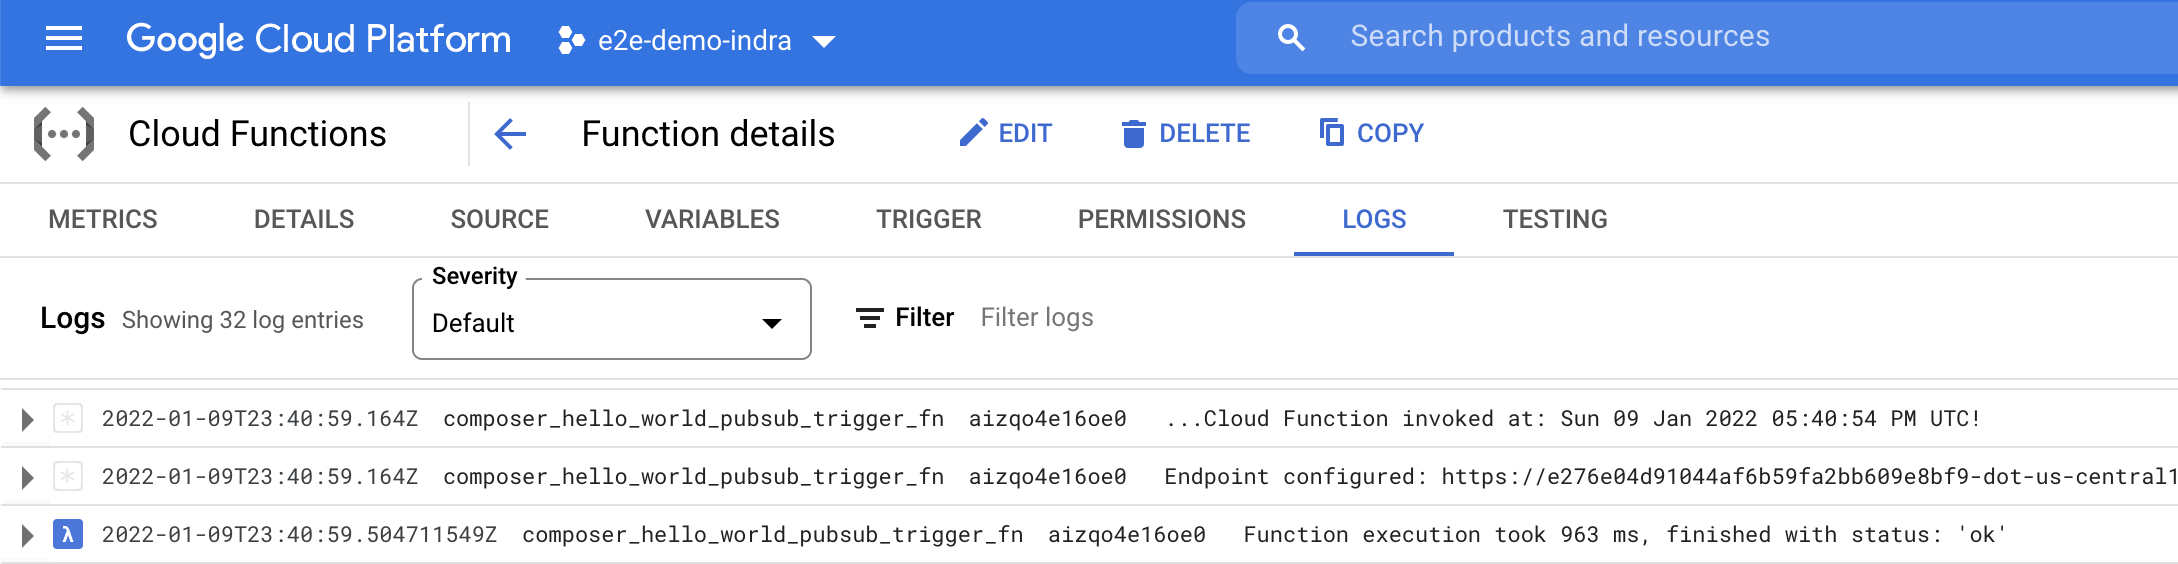 Google Cloud Platform e2e-demo-indra Search products and resources
Cloud Functions Function details EDIT DELETE COPY
METRICS DETAILS SOURCE VARIABLES TRIGGER PERMISSIONS LOGS TESTING
Severity
Logs Showing 32 log entries Default Filter Filter logs
2022-01-09T23:40:59.164Z composer_hello_world_pubsub_trigger_fn aizqo4e16oe0 ...Cloud Function invoked at: Sun 09 Jan 2022 05:40:54 PM UTC!
2022-01-09T23:40:59.164Z composer_hello_world_pubsub_trigger_fn aizqo4e16oe0 Endpoint configured: https://e276e04d91044af6b59fa2bb609e8bf9-dot-us-central1
λ 2022-01-09T23:40:59.504711549Z composer_hello_world_pubsub_trigger_fn aizqo4e16oe0 Function execution took 963 ms, finished with status: 'ok'